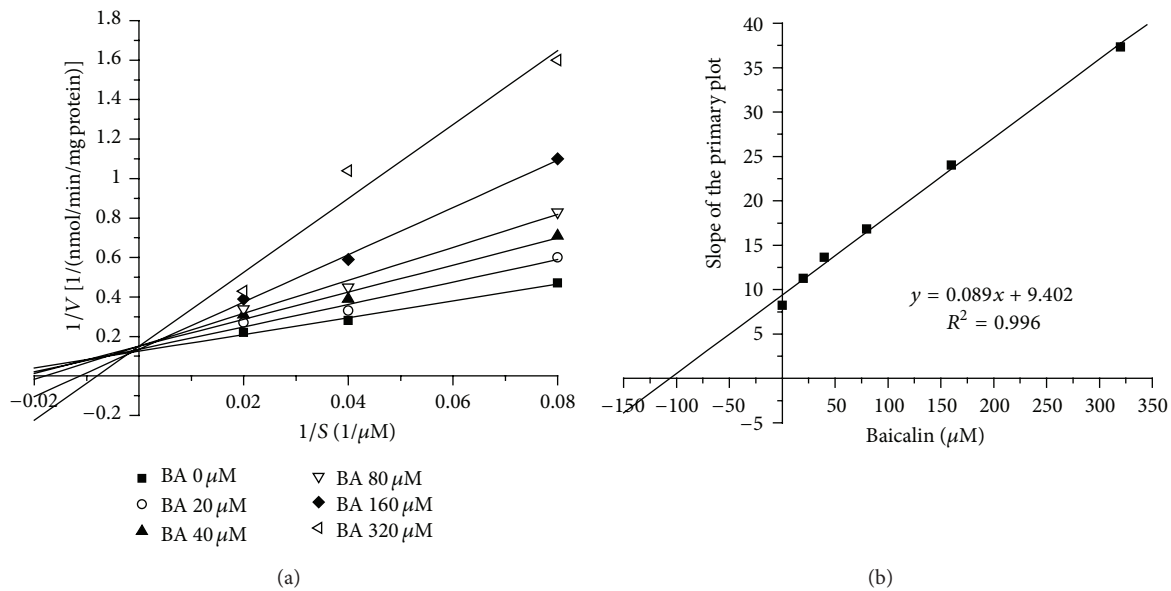 1.8
1.6
1.4
1.2
1
0.8
0.6
0.4
0.2
−0.2
−0.02
0.02
0.04
0.06
0.08
1/V [1/(nmol/min/mg protein)]
1/S (1/μM)
BA 0 μM
BA 20 μM
BA 40 μM
BA 80 μM
BA 160 μM
BA 320 μM
(a)
40
35
30
25
20
15
10
5
−5
−150 −100 −50 50 100 150 200 250 300 350
Slope of the primary plot
Baicalin (μM)
y = 0.089x + 9.402
R² = 0.996
(b)